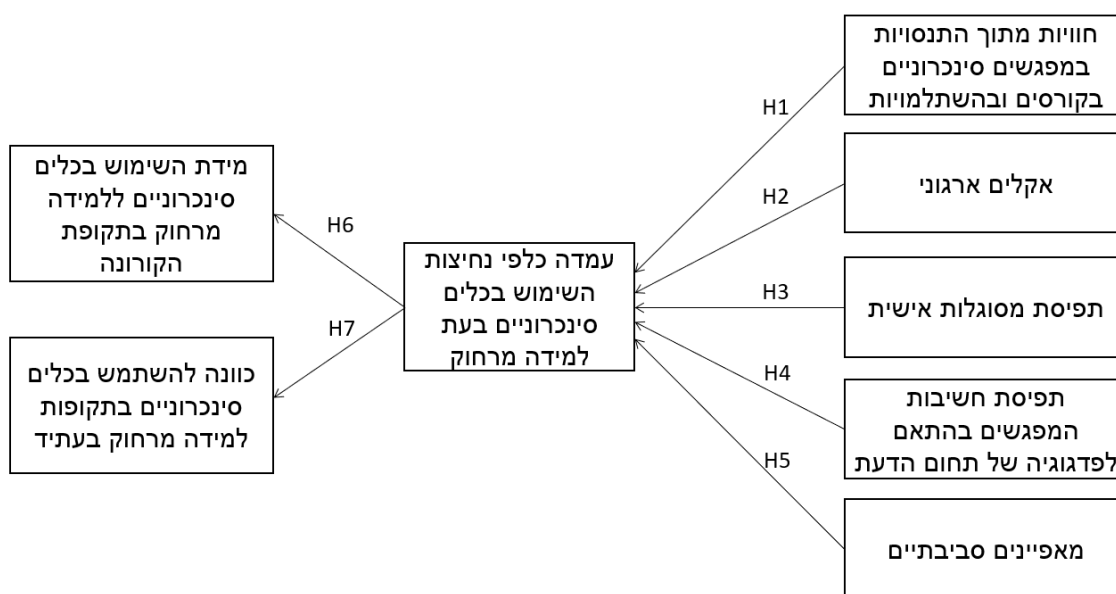 חוויות מתוך התנסויות
במפגשים סינכרוניים
בקורסים ובהשתלמויות
H1
אקלים ארגוני
H2
תפיסת מסוגלות אישית
H3
תפיסת חשיבות
המפגשים בהתאם
לפדגוגיה של תחום הדעת
H4
מאפיינים סביבתיים
H5
עמדה כלפי נחיצות
השימוש בכלים
סינכרוניים בעת
למידה מרחוק
H6
מידת השימוש בכלים
סינכרוניים ללמידה
מרחוק בתקופת
הקורונה
H7
כוונה להשתמש בכלים
סינכרוניים בתקופות
למידה מרחוק בעתיד